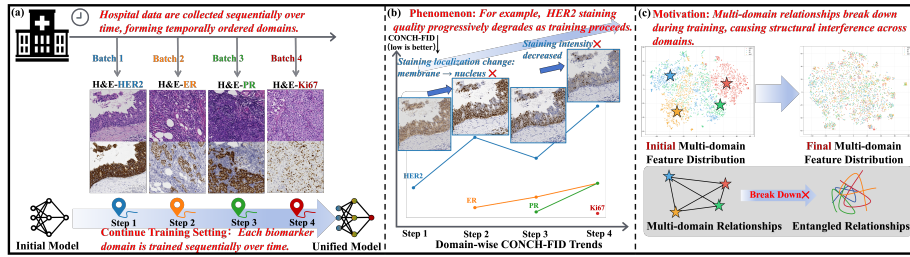 (a)
Hospital data are collected sequentially over
time, forming temporally ordered domains.
Batch 1
Batch 2
Batch 3
Batch 4
H&E-HER2
H&E-ER
H&E-PR
H&E-Ki67
Step 1
Step 2
Step 3
Step 4
Initial Model
Continue Training Setting: Each biomarker
domain is trained sequentially over time.
Unified Model
(b) Phenomenon: For example, HER2 staining
quality progressively degrades as training proceeds.
CONCH-FID
(low is better)
Staining intensity
decreased
Staining localization change:
membrane → nucleus
HER2
ER
PR
Ki67
Step 1
Step 2
Step 3
Step 4
Domain-wise CONCH-FID Trends
(c) Motivation: Multi-domain relationships break down
during training, causing structural interference across
domains.
Initial Multi-domain
Feature Distribution
Final Multi-domain
Feature Distribution
Break Down
Multi-domain Relationships
Entangled Relationships